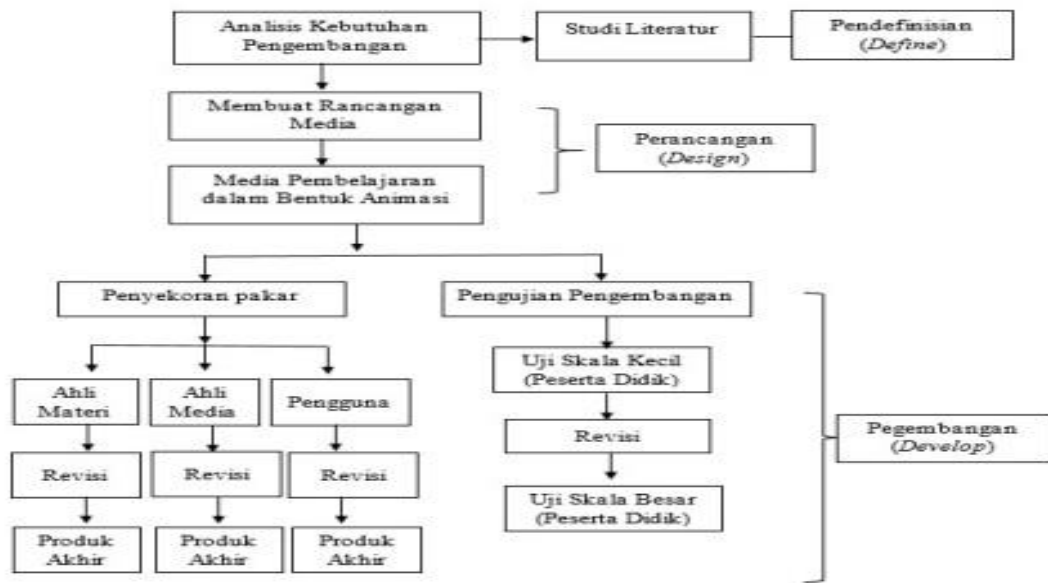 Analisis Kebutuhan
Pengembangan
Studi Literatur
Pendefinisian
(Define)
Membuat Rancangan
Media
Perancangan
(Design)
Media Pembelajaran
dalam Bentuk Animasi
Penyekoran pakar
Pengujian Pengembangan
Ahli
Materi
Ahli
Media
Pengguna
Uji Skala Kecil
(Peserta Didik)
Revisi
Pegembangan
(Develop)
Revisi
Revisi
Revisi
Uji Skala Besar
(Peserta Didik)
Produk
Akhir
Produk
Akhir
Produk
Akhir